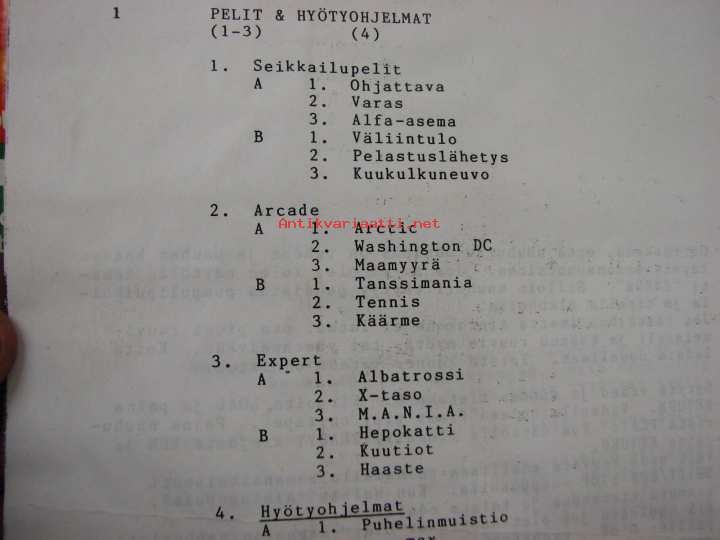 1 PELIT & HYÖTYOHJELMAT
(1-3) (4)
1. Seikkailupelit
A 1. Ohjattava
2. Varas
3. Alfa-asema
B 1. Väliintulo
2. Pelastuslähetys
3. Kuukulkuneuvo
2. Arcade
Antikvariaatti.net
A 1. Arctic
2. Washington DC
3. Maamyyrä
B 1. Tanssimania
2. Tennis
3. Käärme
3. Expert
A 1. Albatrossi
2. X-taso
3. M.A.N.I.A.
B 1. Hepokatti
2. Kuutiot
3. Haaste
4. Hyötyohjelmat
A 1. Puhelinmuistio